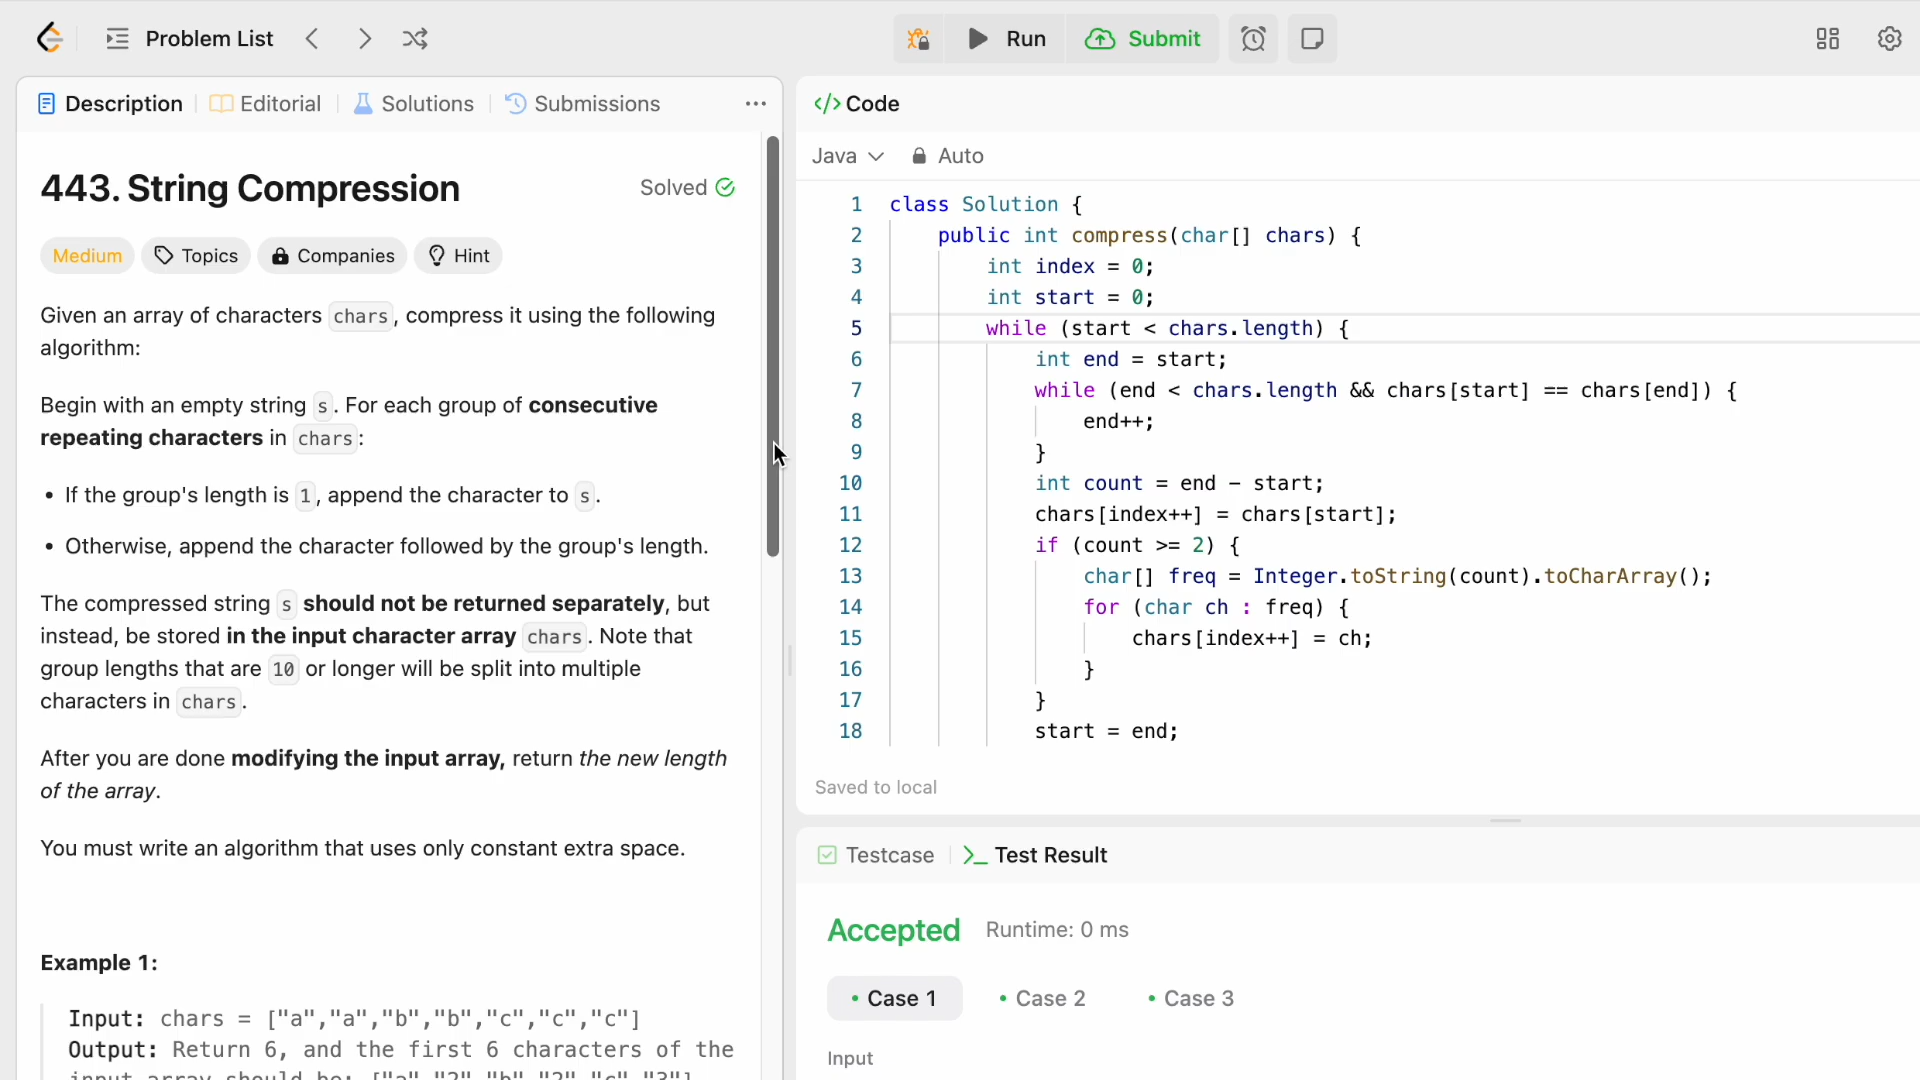 Problem List
Run
Submit
Description
Editorial
Solutions
Submissions
443. String Compression
Solved
Medium
Topics
Companies
Hint
Given an array of characters chars, compress it using the following
algorithm:
Begin with an empty string s. For each group of consecutive
repeating characters in chars:
• If the group's length is 1, append the character to s.
• Otherwise, append the character followed by the group's length.
The compressed string s should not be returned separately, but
instead, be stored in the input character array chars. Note that
group lengths that are 10 or longer will be split into multiple
characters in chars.
After you are done modifying the input array, return the new length
of the array.
You must write an algorithm that uses only constant extra space.
Example 1:
Input: chars = ["a","a","b","b","c","c","c"]
Output: Return 6, and the first 6 characters of the
input array should be: ["a","2","b","2","c","3"]
</> Code
Java
Auto
1 class Solution {
2 public int compress(char[] chars) {
3 int index = 0;
4 int start = 0;
5 while (start < chars.length) {
6 int end = start;
7 while (end < chars.length && chars[start] == chars[end]) {
8 end++;
9 }
10 int count = end - start;
11 chars[index++] = chars[start];
12 if (count >= 2) {
13 char[] freq = Integer.toString(count).toCharArray();
14 for (char ch : freq) {
15 chars[index++] = ch;
16 }
17 }
18 start = end;
Saved to local
Testcase
Test Result
Accepted
Runtime: 0 ms
• Case 1
• Case 2
• Case 3
Input